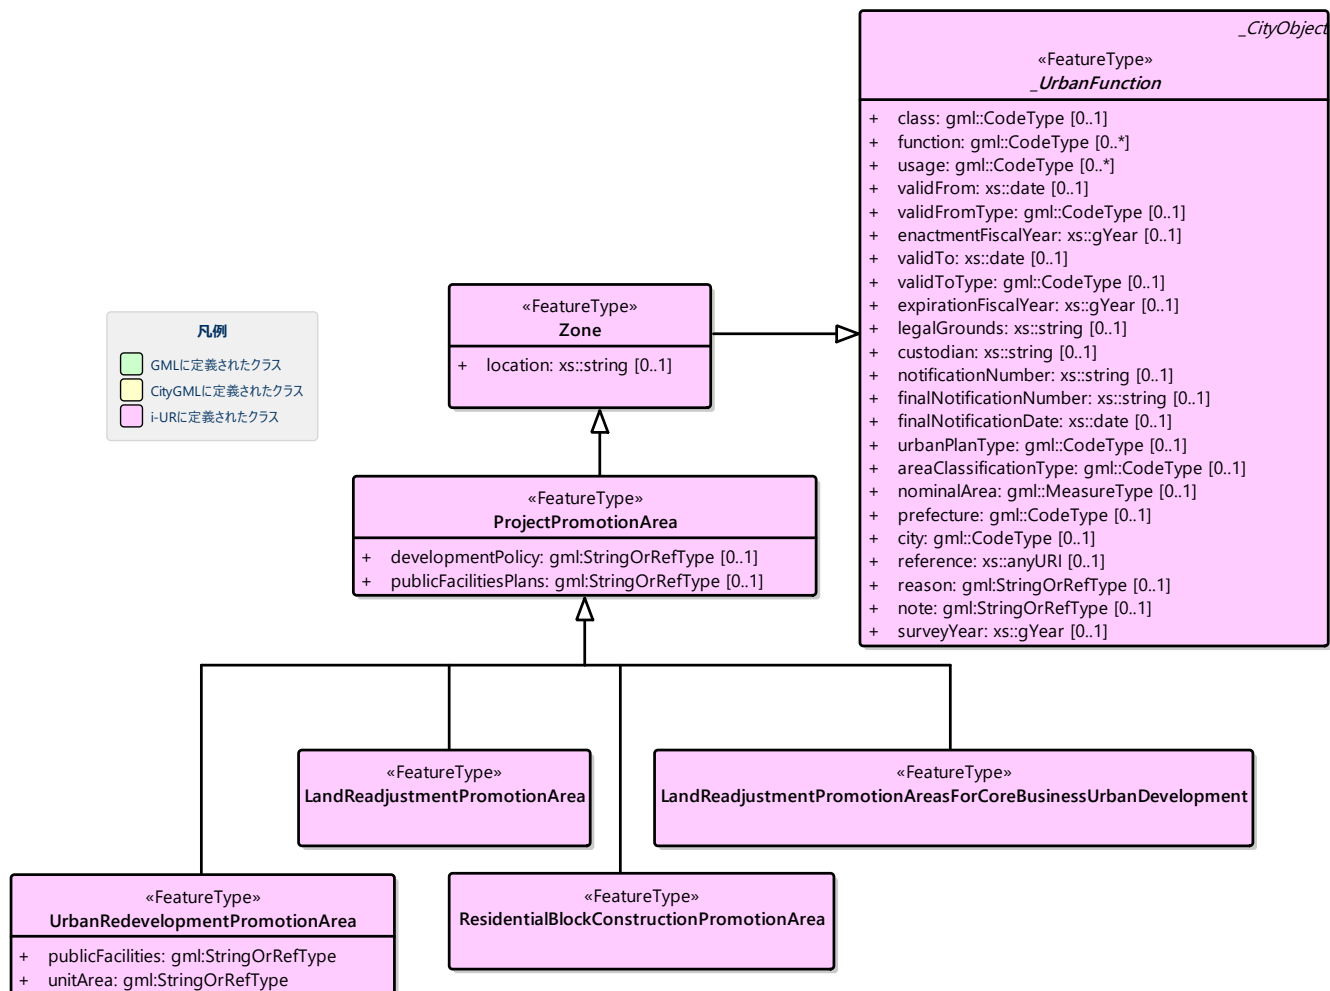 _CityObject
«FeatureType»
_UrbanFunction
+ class: gml::CodeType [0..1]
+ function: gml::CodeType [0..*]
+ usage: gml::CodeType [0..*]
+ validFrom: xs::date [0..1]
+ validFromType: gml::CodeType [0..1]
+ enactmentFiscalYear: xs::gYear [0..1]
+ validTo: xs::date [0..1]
+ validToType: gml::CodeType [0..1]
+ expirationFiscalYear: xs::gYear [0..1]
+ legalGrounds: xs::string [0..1]
+ custodian: xs::string [0..1]
+ notificationNumber: xs::string [0..1]
+ finalNotificationNumber: xs::string [0..1]
+ finalNotificationDate: xs::date [0..1]
+ urbanPlanType: gml::CodeType [0..1]
+ areaClassificationType: gml::CodeType [0..1]
+ nominalArea: gml::MeasureType [0..1]
+ prefecture: gml::CodeType [0..1]
+ city: gml::CodeType [0..1]
+ reference: xs::anyURI [0..1]
+ reason: gml:StringOrRefType [0..1]
+ note: gml:StringOrRefType [0..1]
+ surveyYear: xs::gYear [0..1]
«FeatureType»
Zone
+ location: xs::string [0..1]
凡例
GMLに定義されたクラス
CityGMLに定義されたクラス
i-URに定義されたクラス
«FeatureType»
ProjectPromotionArea
+ developmentPolicy: gml:StringOrRefType [0..1]
+ publicFacilitiesPlans: gml:StringOrRefType [0..1]
«FeatureType»
LandReadjustmentPromotionArea
«FeatureType»
LandReadjustmentPromotionAreasForCoreBusinessUrbanDevelopment
«FeatureType»
UrbanRedevelopmentPromotionArea
+ publicFacilities: gml:StringOrRefType
+ unitArea: gml:StringOrRefType
«FeatureType»
ResidentialBlockConstructionPromotionArea